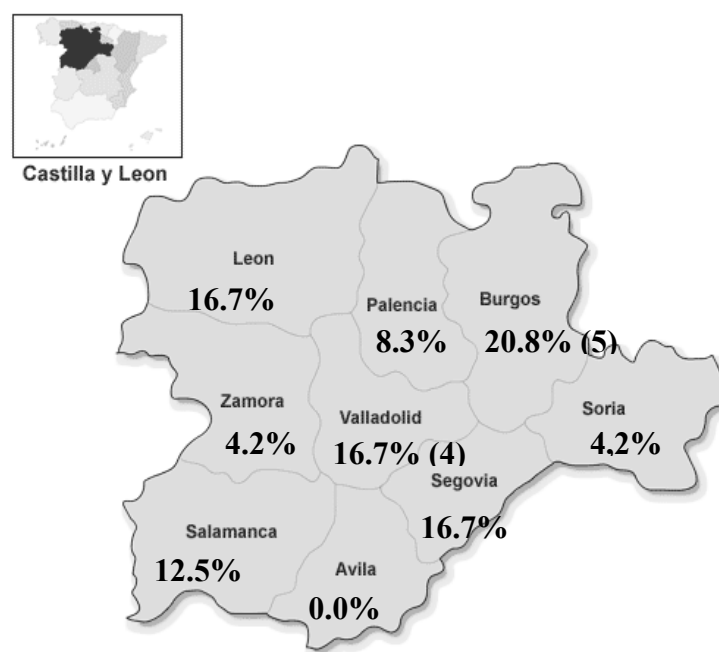 Castilla y Leon
Leon
16.7%
Palencia
8.3%
Burgos
20.8% (5)
Zamora
4.2%
Valladolid
16.7% (4)
Soria
4,2%
Segovia
16.7%
Salamanca
12.5%
Avila
0.0%